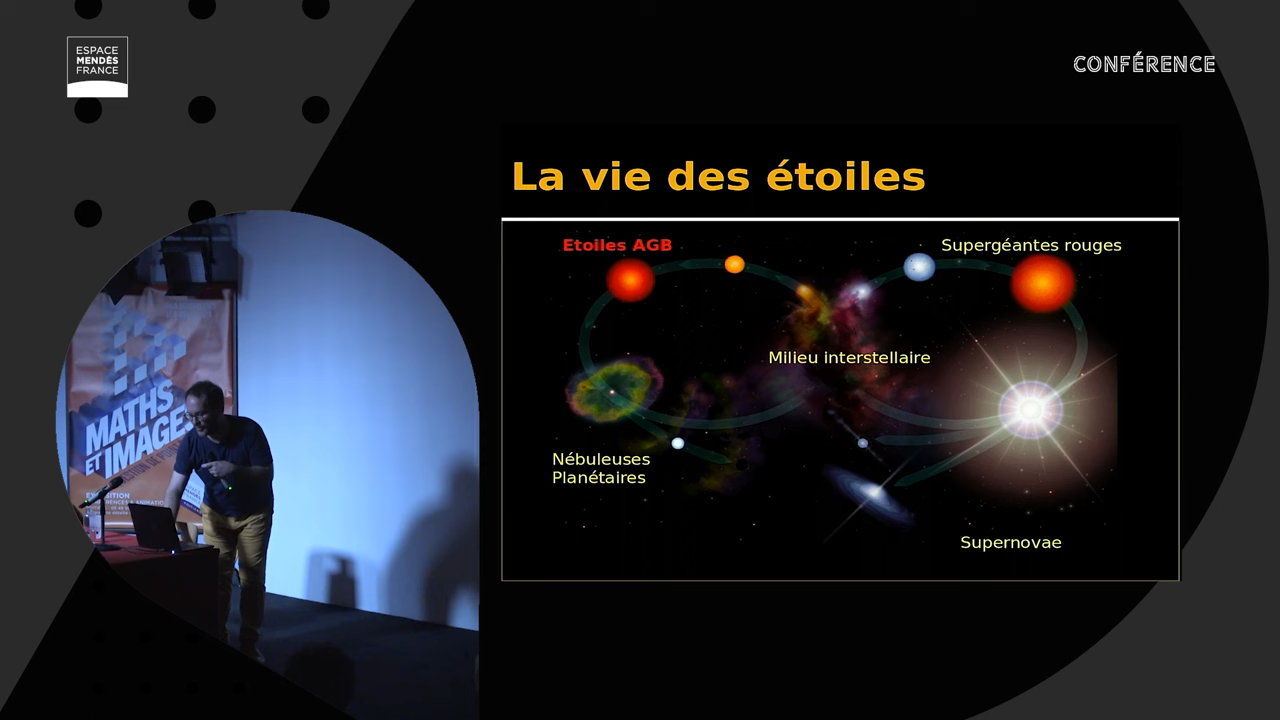 ESPACE
MENDÈS
FRANCE
CONFÉRENCE
La vie des étoiles
Etoiles AGB
Supergéantes rouges
Milieu interstellaire
Nébuleuses
Planétaires
Supernovae
MATHS
ET IMAGES